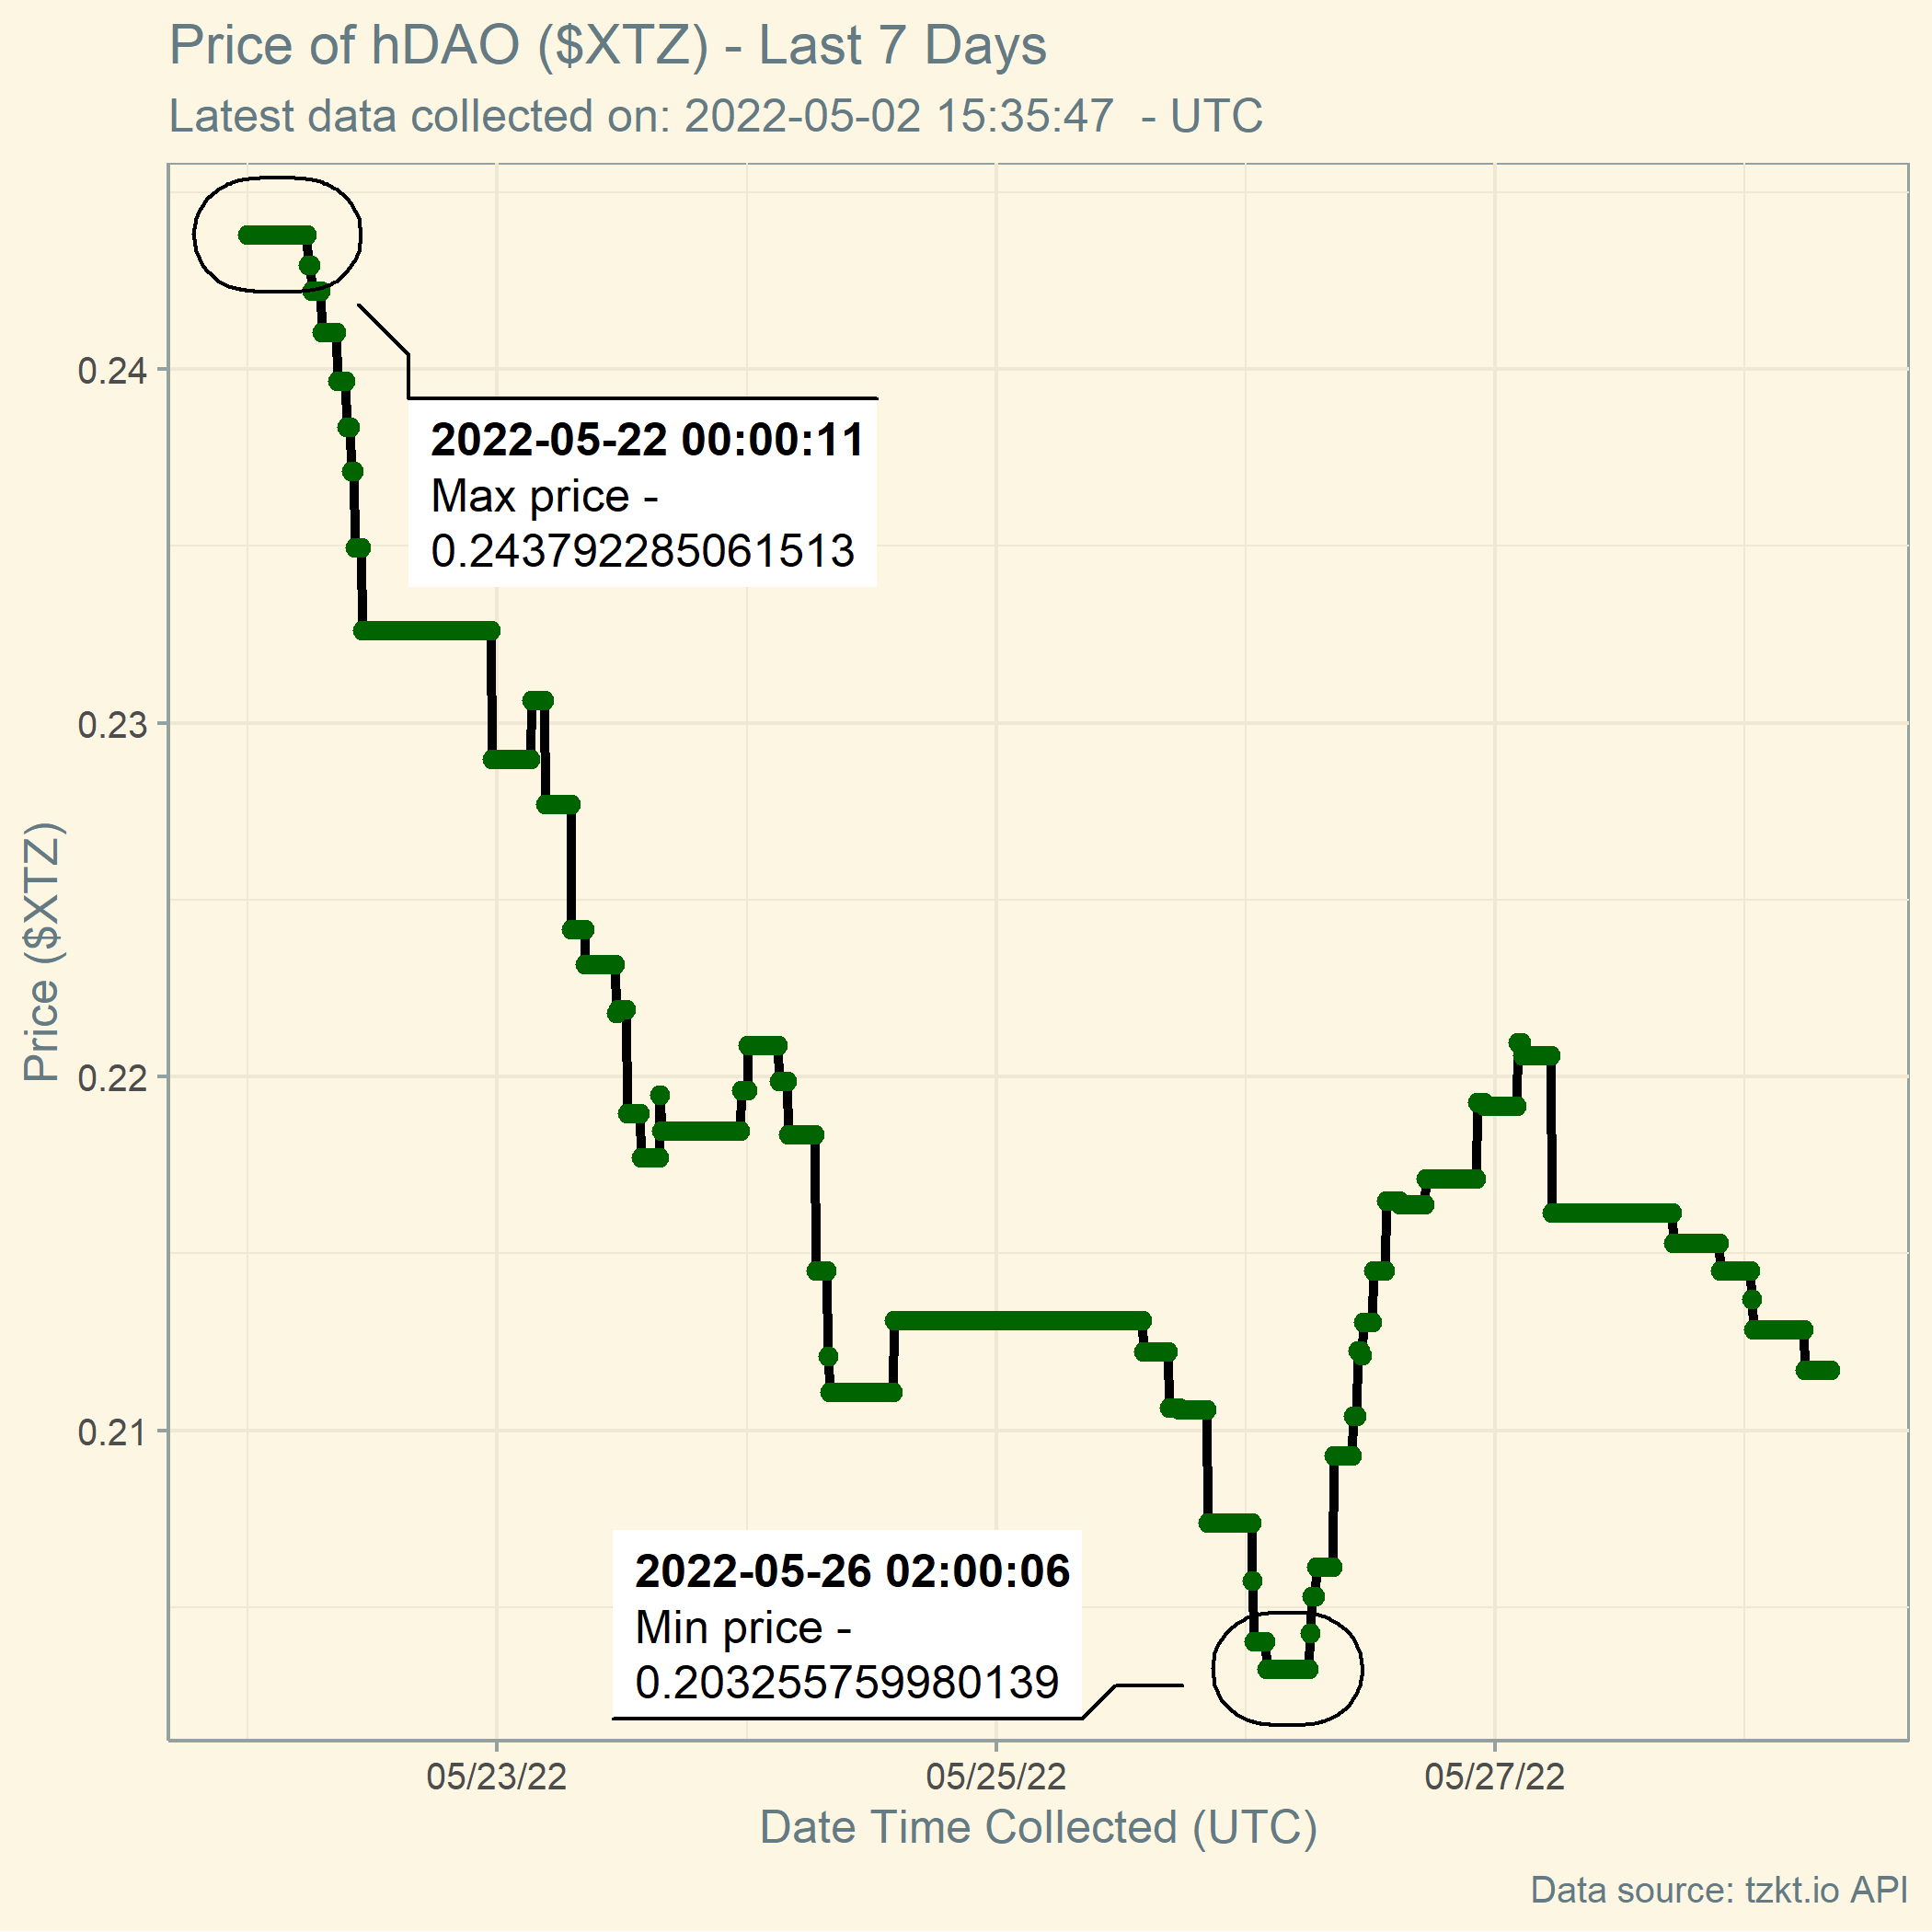 Price of hDAO ($XTZ) - Last 7 Days
Latest data collected on: 2022-05-02 15:35:47  - UTC
0.24
0.23
0.22
0.21
Price ($XTZ)
2022-05-22 00:00:11
Max price -
0.243792285061513
2022-05-26 02:00:06
Min price -
0.203255759980139
05/23/22
05/25/22
05/27/22
Date Time Collected (UTC)
Data source: tzkt.io API